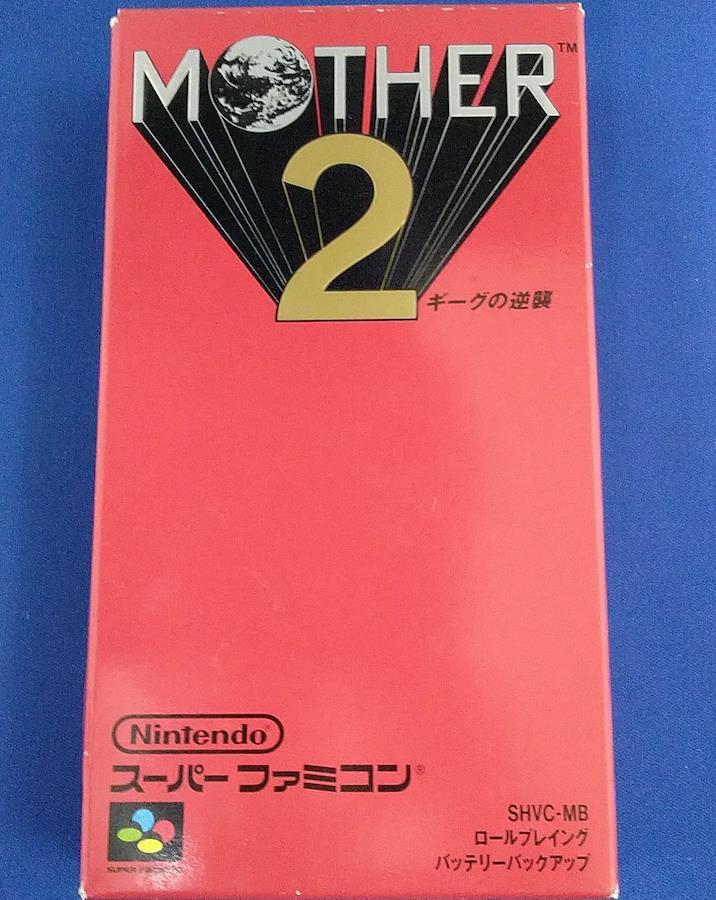 MOTHER™
2
ギーグの逆襲
Nintendo®
スーパーファミコン®
SHVC-MB
ロールプレイング
バッテリーバックアップ
SUPER FAMICOM